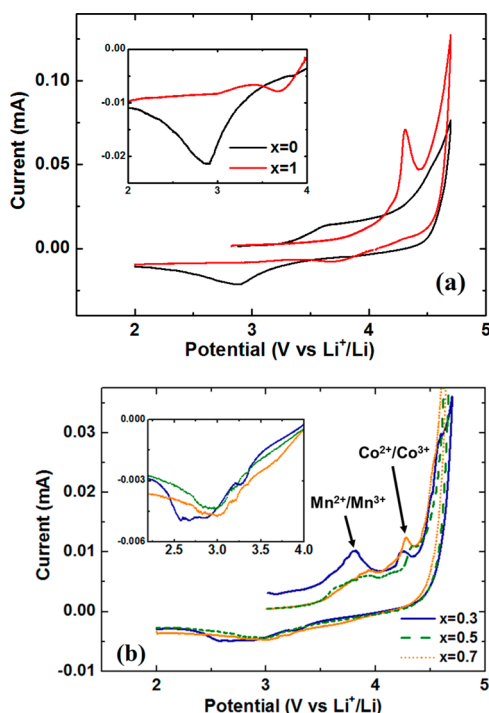 0.10
0.05
0.00
Current (mA)
0.00
-0.01
-0.02
2
3
4
x=0
x=1
(a)
2
3
4
5
Potential (V vs Li⁺/Li)
0.03
0.02
0.01
0.00
-0.01
Current (mA)
0.000
-0.003
-0.006
2.5
3.0
3.5
4.0
Co²⁺/Co³⁺
Mn²⁺/Mn³⁺
x=0.3
x=0.5
x=0.7
(b)
2
3
4
5
Potential (V vs Li⁺/Li)